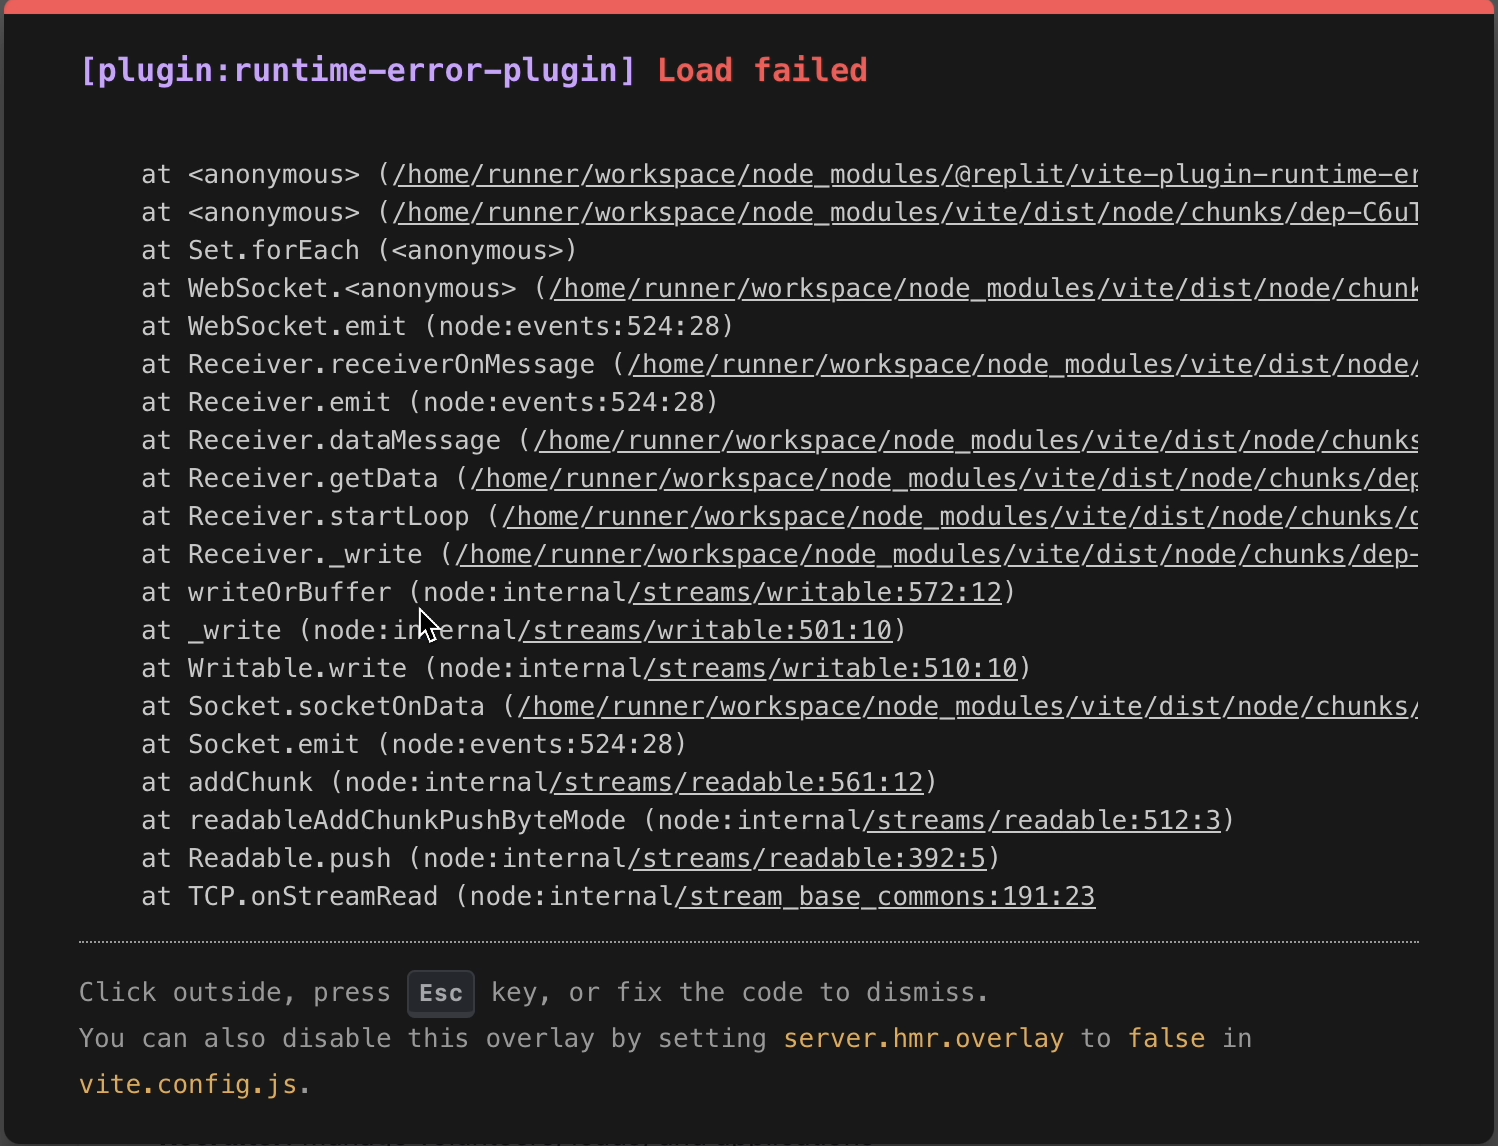 [plugin:runtime-error-plugin] Load failed
at <anonymous> (/home/runner/workspace/node_modules/@replit/vite-plugin-runtime-er
at <anonymous> (/home/runner/workspace/node_modules/vite/dist/node/chunks/dep-C6uT
at Set.forEach (<anonymous>)
at WebSocket.<anonymous> (/home/runner/workspace/node_modules/vite/dist/node/chunk
at WebSocket.emit (node:events:524:28)
at Receiver.receiverOnMessage (/home/runner/workspace/node_modules/vite/dist/node/
at Receiver.emit (node:events:524:28)
at Receiver.dataMessage (/home/runner/workspace/node_modules/vite/dist/node/chunks
at Receiver.getData (/home/runner/workspace/node_modules/vite/dist/node/chunks/dep
at Receiver.startLoop (/home/runner/workspace/node_modules/vite/dist/node/chunks/d
at Receiver._write (/home/runner/workspace/node_modules/vite/dist/node/chunks/dep-
at writeOrBuffer (node:internal/streams/writable:572:12)
at _write (node:internal/streams/writable:501:10)
at Writable.write (node:internal/streams/writable:510:10)
at Socket.socketOnData (/home/runner/workspace/node_modules/vite/dist/node/chunks/
at Socket.emit (node:events:524:28)
at addChunk (node:internal/streams/readable:561:12)
at readableAddChunkPushByteMode (node:internal/streams/readable:512:3)
at Readable.push (node:internal/streams/readable:392:5)
at TCP.onStreamRead (node:internal/stream_base_commons:191:23
Click outside, press Esc key, or fix the code to dismiss.
You can also disable this overlay by setting server.hmr.overlay to false in
vite.config.js.